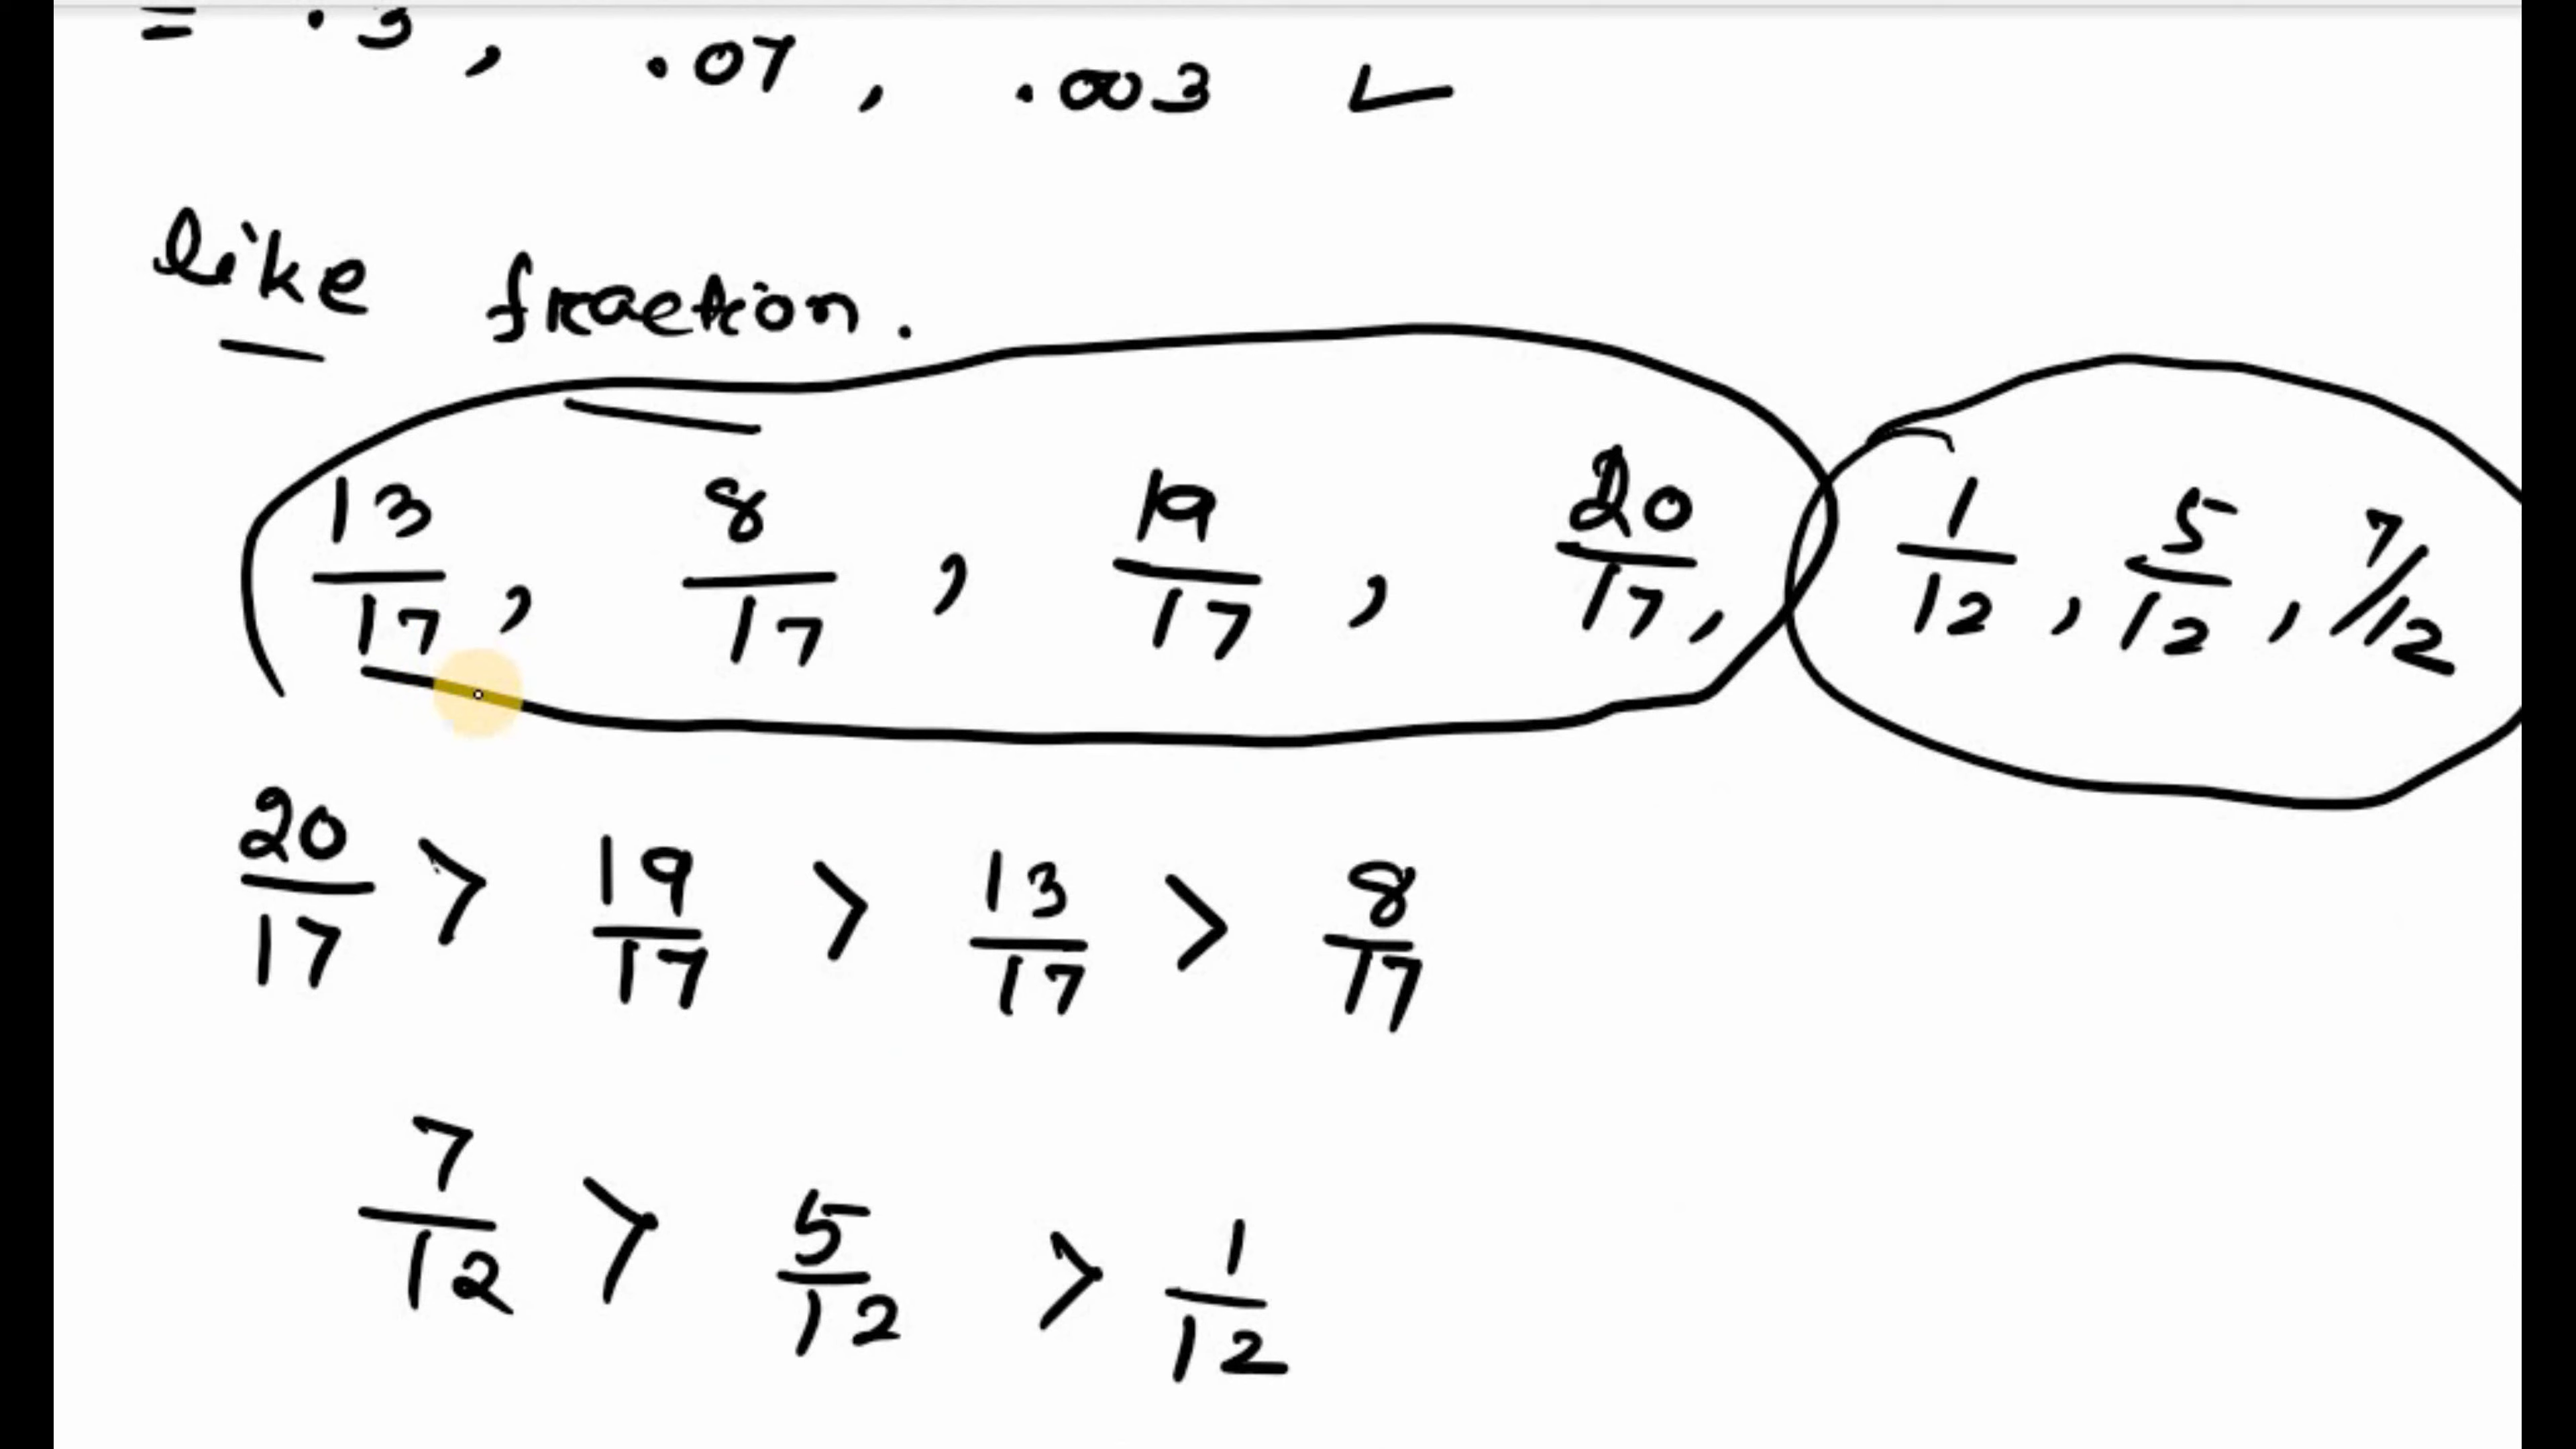 = .3, .07, .003
like fraction.
13/17, 8/17, 19/17, 20/17, 1/12, 5/12, 7/12
20/17 > 19/17 > 13/17 > 8/17
7/12 > 5/12 > 1/12